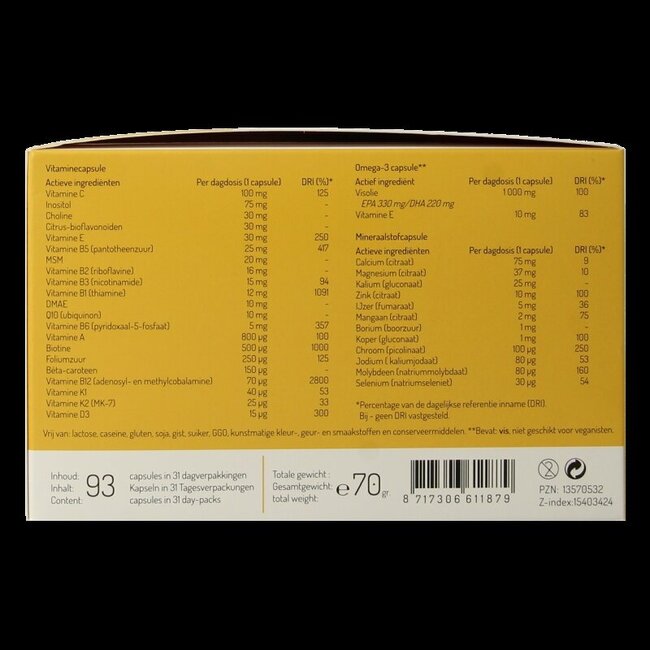 Vitaminecapsule
Actieve ingrediënten Per dagdosis (1 capsule) DRI (%)*
Vitamine C 100 mg 125
Inositol 75 mg -
Choline 30 mg -
Citrus-bioflavonoïden 30 mg -
Vitamine E 30 mg 250
Vitamine B5 (pantotheenzuur) 25 mg 417
MSM 20 mg -
Vitamine B2 (riboflavine) 16 mg
Vitamine B3 (nicotinamide) 15 mg 94
Vitamine B1 (thiamine) 12 mg 1091
DMAE 10 mg -
Q10 (ubiquinon) 10 mg -
Vitamine B6 (pyridoxaal-5-fosfaat) 5 mg 357
Vitamine A 800 µg 100
Biotine 500 µg 1000
Foliumzuur 250 µg 125
Bèta-caroteen 150 µg -
Vitamine B12 (adenosyl- en methylcobalamine) 70 µg 2800
Vitamine K1 40 µg 53
Vitamine K2 (MK-7) 25 µg 33
Vitamine D3 15 µg 300
Omega-3 capsule**
Actief ingrediënt Per dagdosis (1 capsule) DRI (%)*
Visolie 1 000 mg 100
EPA 330 mg/DHA 220 mg
Vitamine E 10 mg 83
Mineraalstofcapsule
Actieve ingrediënten Per dagdosis (1 capsule) DRI (%)*
Calcium (citraat) 75 mg 9
Magnesium (citraat) 37 mg 10
Kalium (gluconaat) 25 mg -
Zink (citraat) 10 mg 100
IJzer (fumaraat) 5 mg 36
Mangaan (citraat) 2 mg 75
Borium (boorzuur) 1 mg -
Koper (gluconaat) 1 mg 100
Chroom (picolinaat) 100 µg 250
Jodium (kaliumjodaat) 80 µg 53
Molybdeen (natriummolybdaat) 80 µg 160
Selenium (natriumseleniet) 30 µg 54
*Percentage van de dagelijkse referentie inname (DRI).
Bij - geen DRI vastgesteld.
Vrij van: lactose, caseine, gluten, soja, gist, suiker, GGO, kunstmatige kleur-, geur- en smaakstoffen en conserveermiddelen. **Bevat: vis, niet geschikt voor veganisten.
Inhoud: capsules in 31 dagverpakkingen
Inhalt: 93 Kapseln in 31 Tagesverpackungen
Content: capsules in 31 day-packs
Totale gewicht :
Gesamtgewicht: ℮70 gr
total weight:
8 717306 611879
2
PZN: 13570532
Z-index:15403424